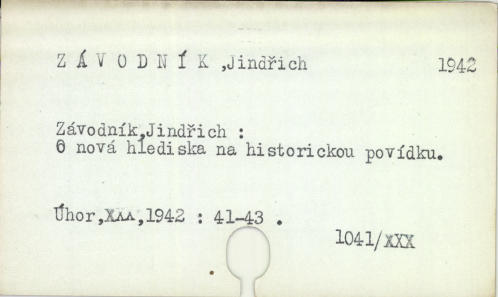 Z Á V O D N Í K ,Jindřich 1942
Závodník,Jindřich :
O nová hlediska na historickou povídku.
Úhor,XXX,1942 : 41-43 .
1041/XXX